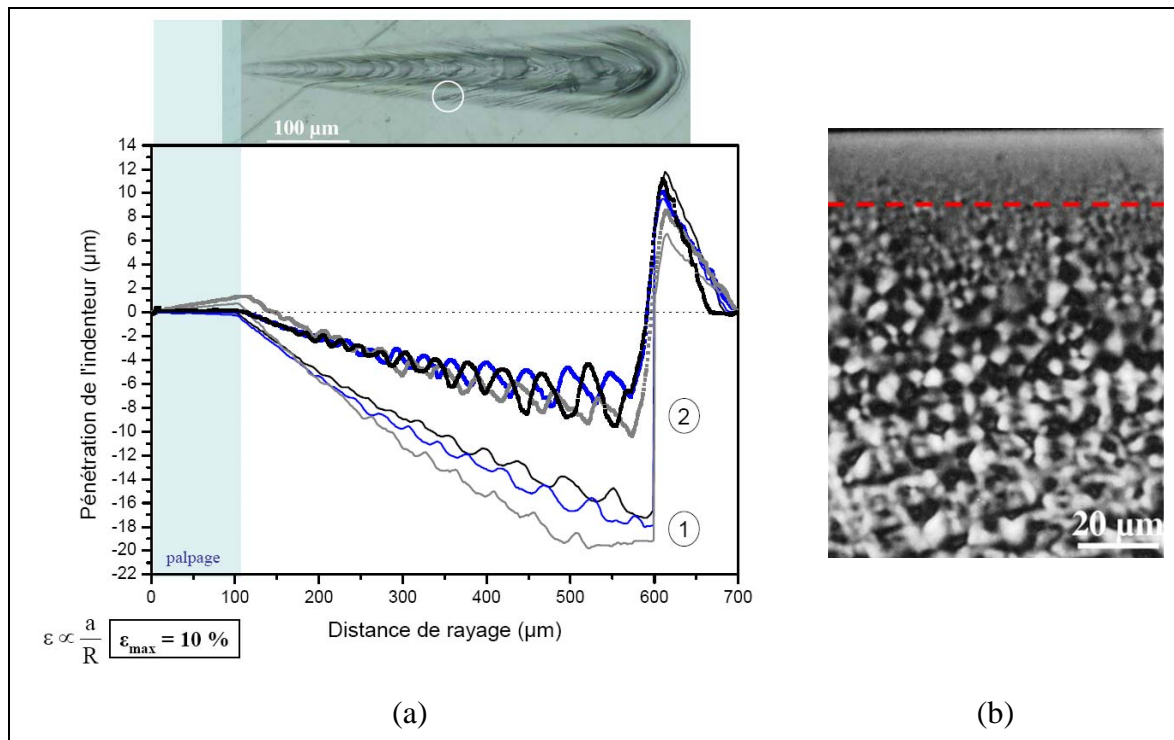 100 µm
14
12
10
8
6
4
2
0
-2
-4
-6
-8
-10
-12
-14
-16
-18
-20
-22
Pénétration de l'indenteur (µm)
2
1
palpage
0 100 200 300 400 500 600 700
Distance de rayage (µm)
ε ∝ a/R
ε_max = 10 %
20 µm
(a) (b)